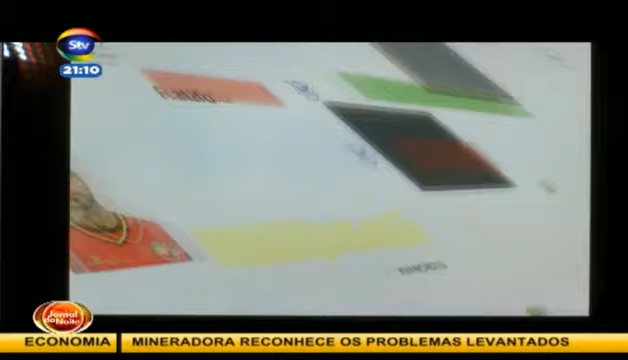 Stv
21:10
Jornal
da Noite
ECONOMIA
MINERADORA RECONHECE OS PROBLEMAS LEVANTADOS